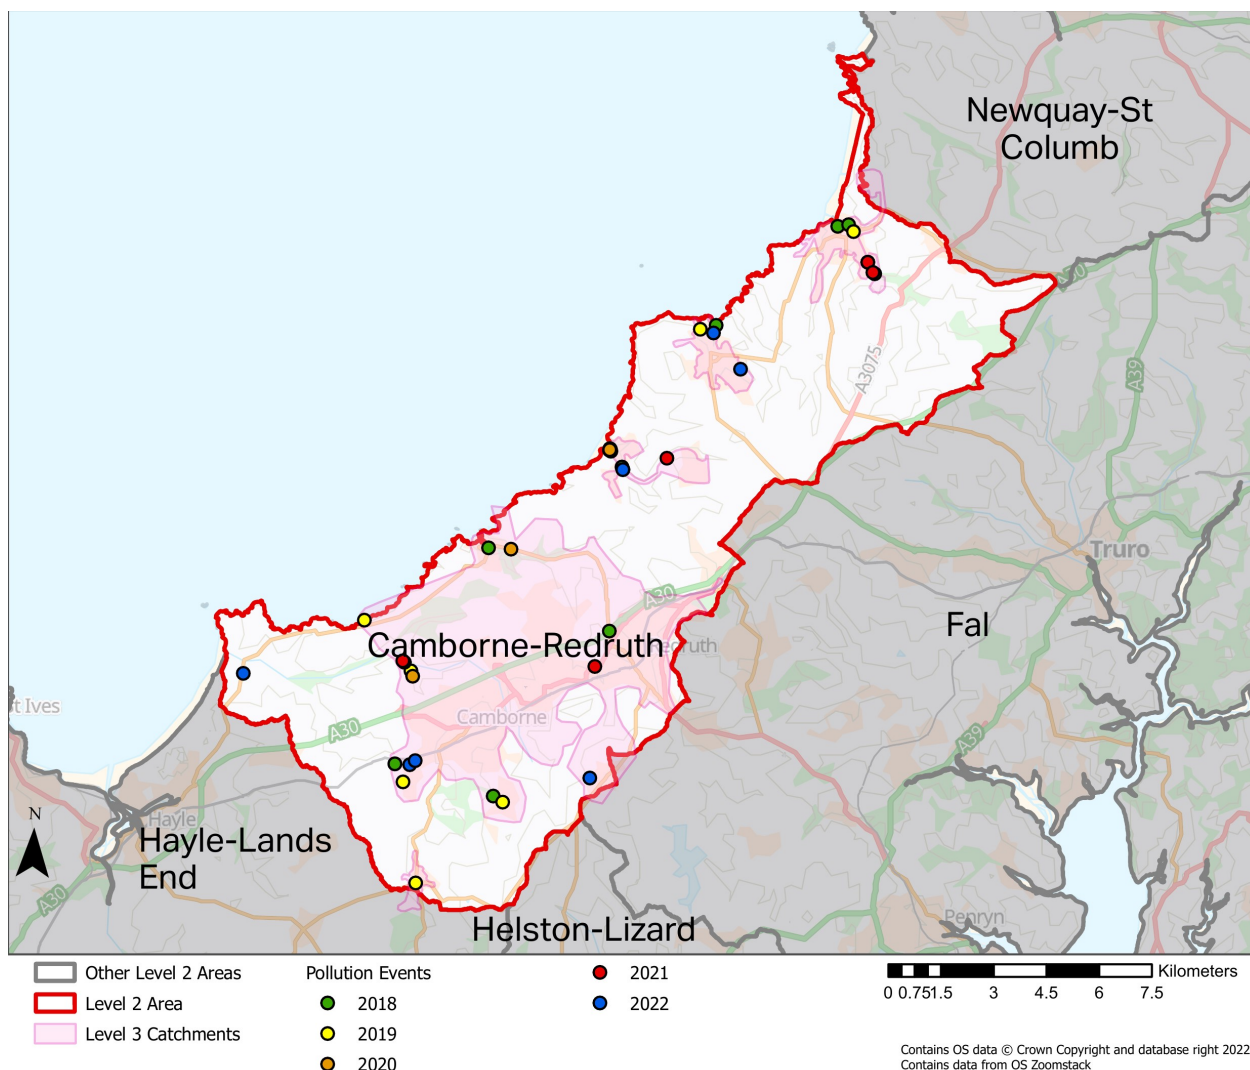 Newquay-St
Columb
A30
A39
A3075
Truro
A30
Fal
Camborne-Redruth
ruth
t Ives
Camborne
A30
A39
N
Hayle
Hayle-Lands
End
A30
Penryn
Helston-Lizard
Other Level 2 Areas
Level 2 Area
Level 3 Catchments
Pollution Events
2018
2019
2020
2021
2022
Kilometers
0 0.751.5 3 4.5 6 7.5
Contains OS data © Crown Copyright and database right 2022
Contains data from OS Zoomstack